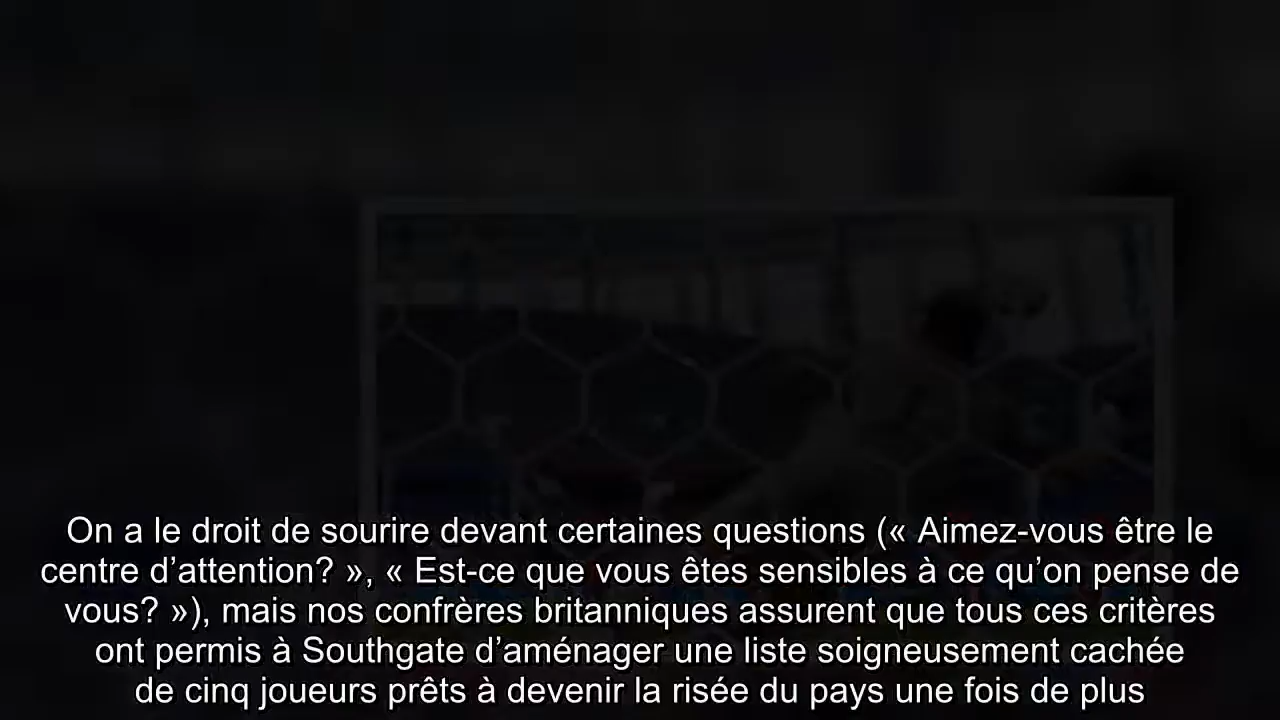 On a le droit de sourire devant certaines questions (« Aimez-vous être le
centre d’attention? », « Est-ce que vous êtes sensibles à ce qu’on pense de
vous? »), mais nos confrères britanniques assurent que tous ces critères
ont permis à Southgate d’aménager une liste soigneusement cachée
de cinq joueurs prêts à devenir la risée du pays une fois de plus